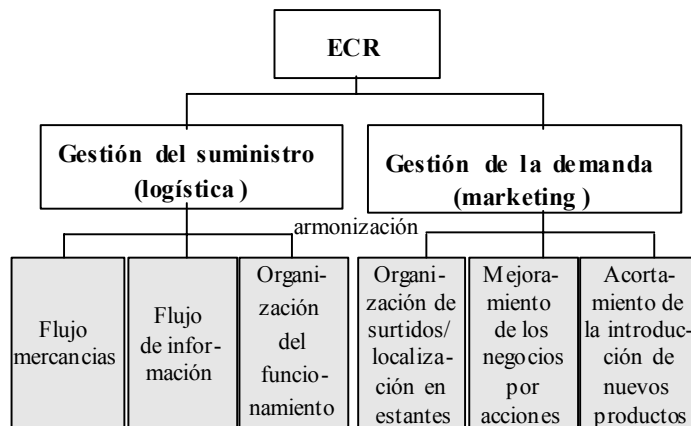 ECR
Gestión del suministro
(logística)
Gestión de la demanda
(marketing)
armonización
Flujo
mercancias
Flujo
de infor-
mación
Organi-
zación
del
funcio-
namiento
Organi-
zación de
surtidos/
localiza-
ción en
estantes
Mejora-
miento
de los
negocios
por
acciones
Acorta-
miento de
la introduc-
ción de
nuevos
productos